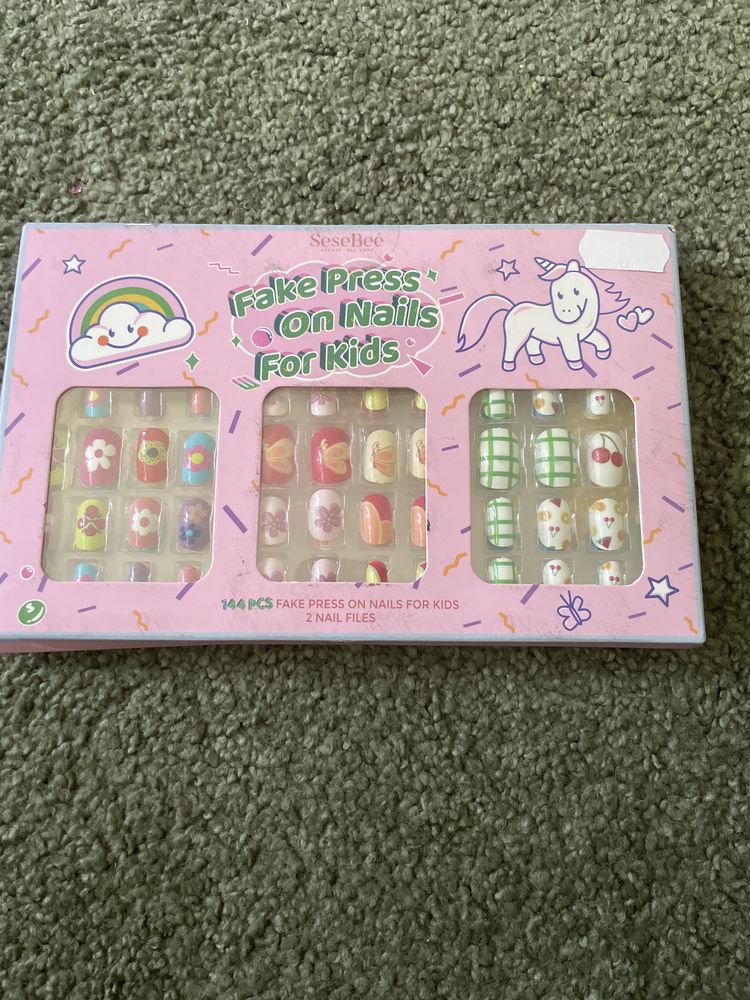 SeseBee
Fake Press
On Nails
For Kids
144 PCS FAKE PRESS ON NAILS FOR KIDS
2 NAIL FILES